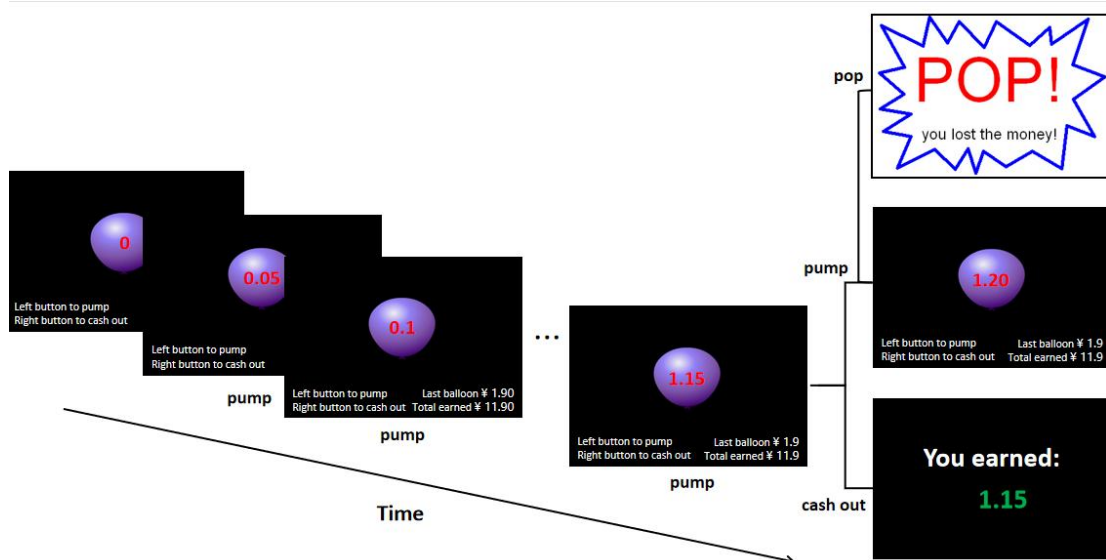 0
Left button to pump
Right button to cash out
0.05
Left button to pump
Right button to cash out
pump
0.1
Left button to pump Last balloon ¥ 1.90
Right button to cash out Total earned ¥ 11.90
pump
...
1.15
Left button to pump Last balloon ¥ 1.9
Right button to cash out Total earned ¥ 11.9
pump
Time
pop
POP!
you lost the money!
pump
1.20
Left button to pump Last balloon ¥ 1.9
Right button to cash out Total earned ¥ 11.9
cash out
You earned:
1.15